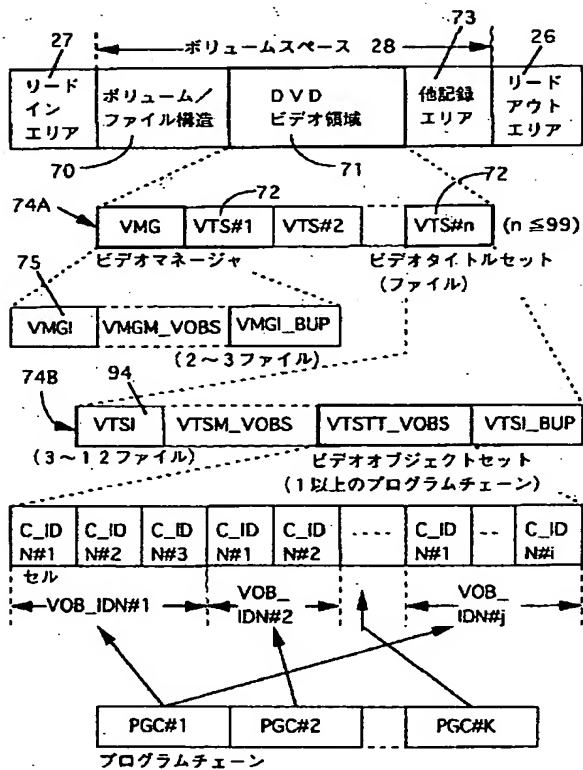 27
ボリュームスペース 28
73
26
リード
イン
エリア
ボリューム/
ファイル構造
DVD
ビデオ領域
他記録
エリア
リード
アウト
エリア
70
71
72
72
74A
VMG
VTS#1
VTS#2
VTS#n
(n ≦99)
ビデオマネージャ
ビデオタイトルセット
(ファイル)
75
VMGI
VMGM_VOBS
VMGI_BUP
(2~3ファイル)
74B
94
VTSI
VTSM_VOBS
VTSTT_VOBS
VTSI_BUP
(3~12ファイル)
ビデオオブジェクトセット
(1以上のプログラムチェーン)
C_ID
N#1
C_ID
N#2
C_ID
N#3
C_ID
N#1
C_ID
N#2
C_ID
N#1
C_ID
N#i
セル
VOB_IDN#1
VOB_
IDN#2
VOB_
IDN#j
PGC#1
PGC#2
PGC#K
プログラムチェーン